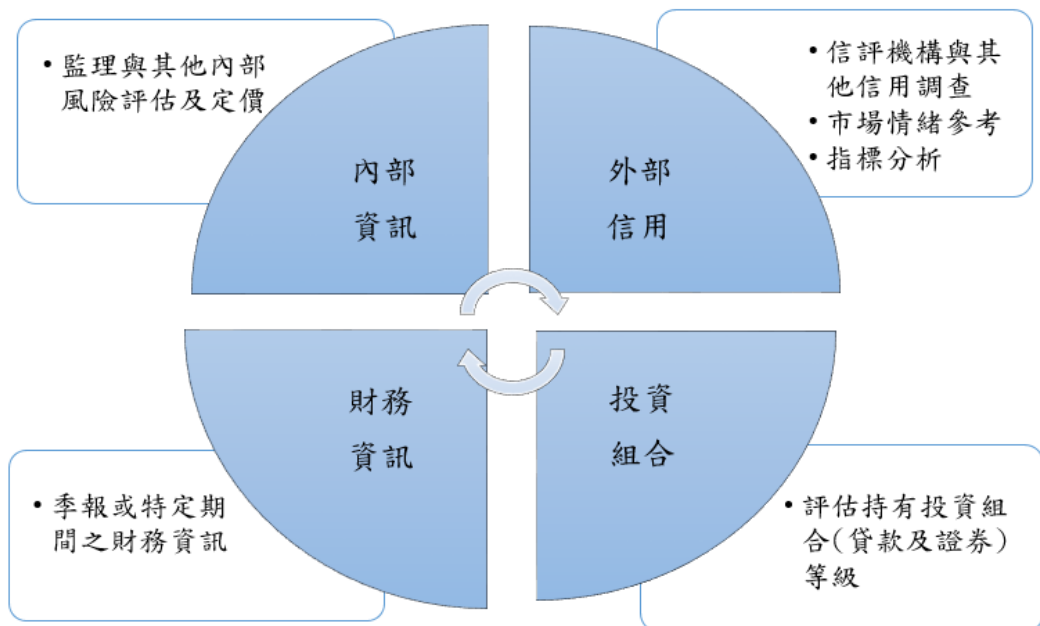 • 監理與其他內部
風險評估及定價
內部
資訊
外部
信用
• 信評機構與其
他信用調查
• 市場情緒參考
• 指標分析
財務
資訊
• 季報或特定期
間之財務資訊
投資
組合
• 評估持有投資組
合(貸款及證券)
等級